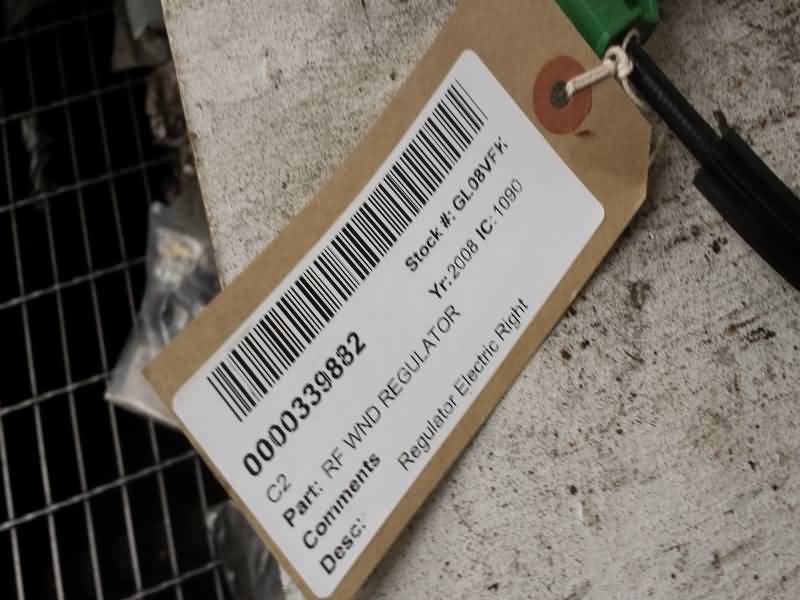 0000339882
Stock #: GL08VFK
C2
Yr: 2008 IC: 1090
Part: RF WND REGULATOR
Comments
Desc: Regulator Electric Right